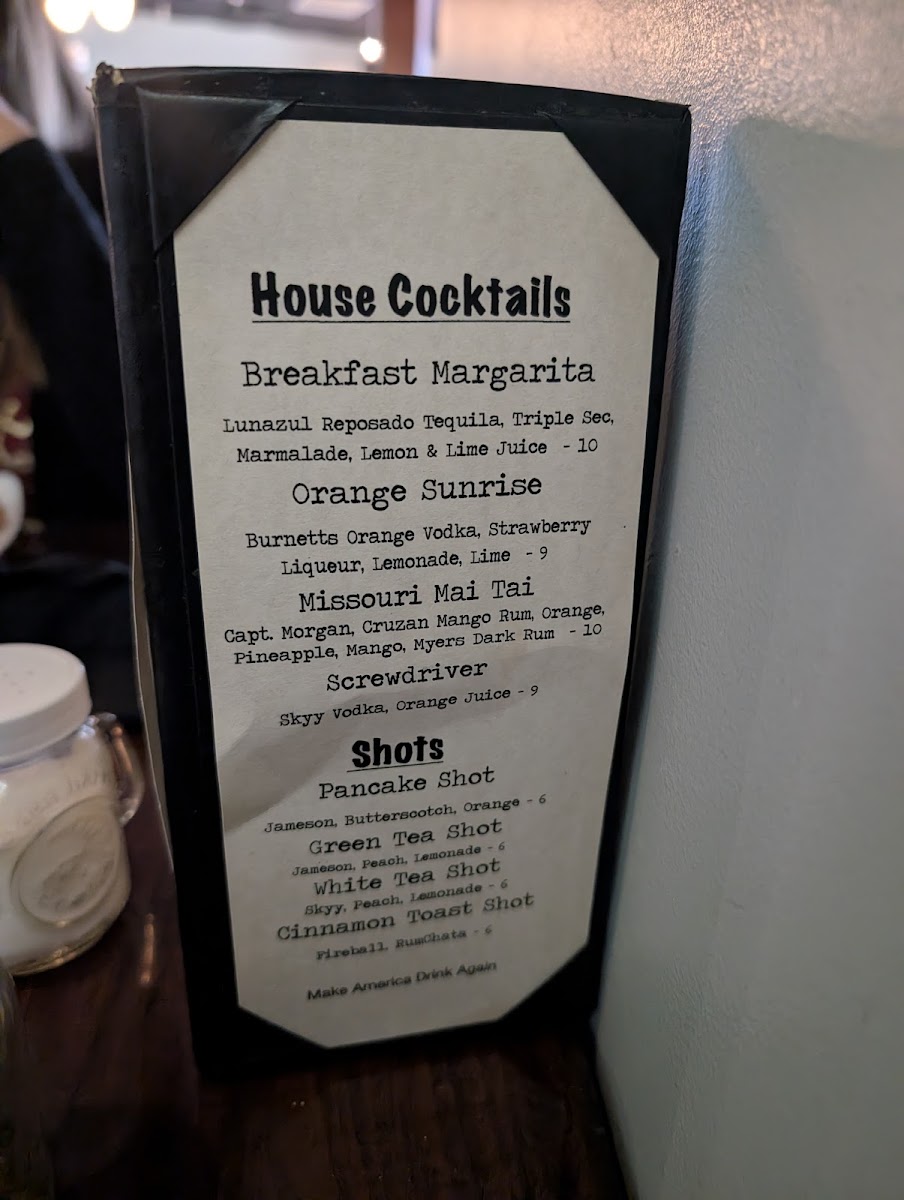 House Cocktails
Breakfast Margarita
Lunazul Reposado Tequila, Triple Sec,
Marmalade, Lemon & Lime Juice - 10
Orange Sunrise
Burnetts Orange Vodka, Strawberry
Liqueur, Lemonade, Lime - 9
Missouri Mai Tai
Capt. Morgan, Cruzan Mango Rum, Orange,
Pineapple, Mango, Myers Dark Rum - 10
Screwdriver
Skyy Vodka, Orange Juice - 9
Shots
Pancake Shot
Jameson, Butterscotch, Orange - 6
Green Tea Shot
Jameson, Peach, Lemonade - 6
White Tea Shot
Skyy, Peach, Lemonade - 6
Cinnamon Toast Shot
Fireball, RumChata - 6
Make America Drink Again